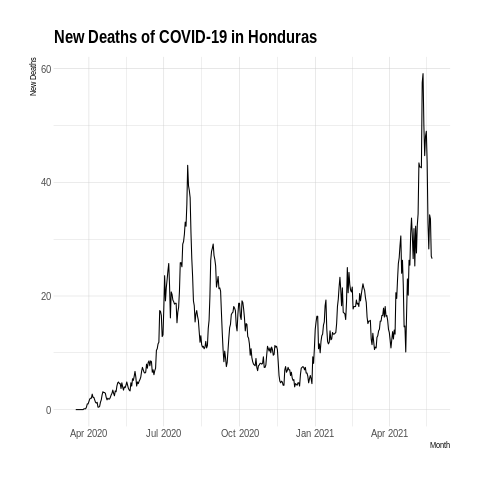 New Deaths of COVID-19 in Honduras
New Deaths
60
40
20
0
Apr 2020
Jul 2020
Oct 2020
Jan 2021
Apr 2021
Month